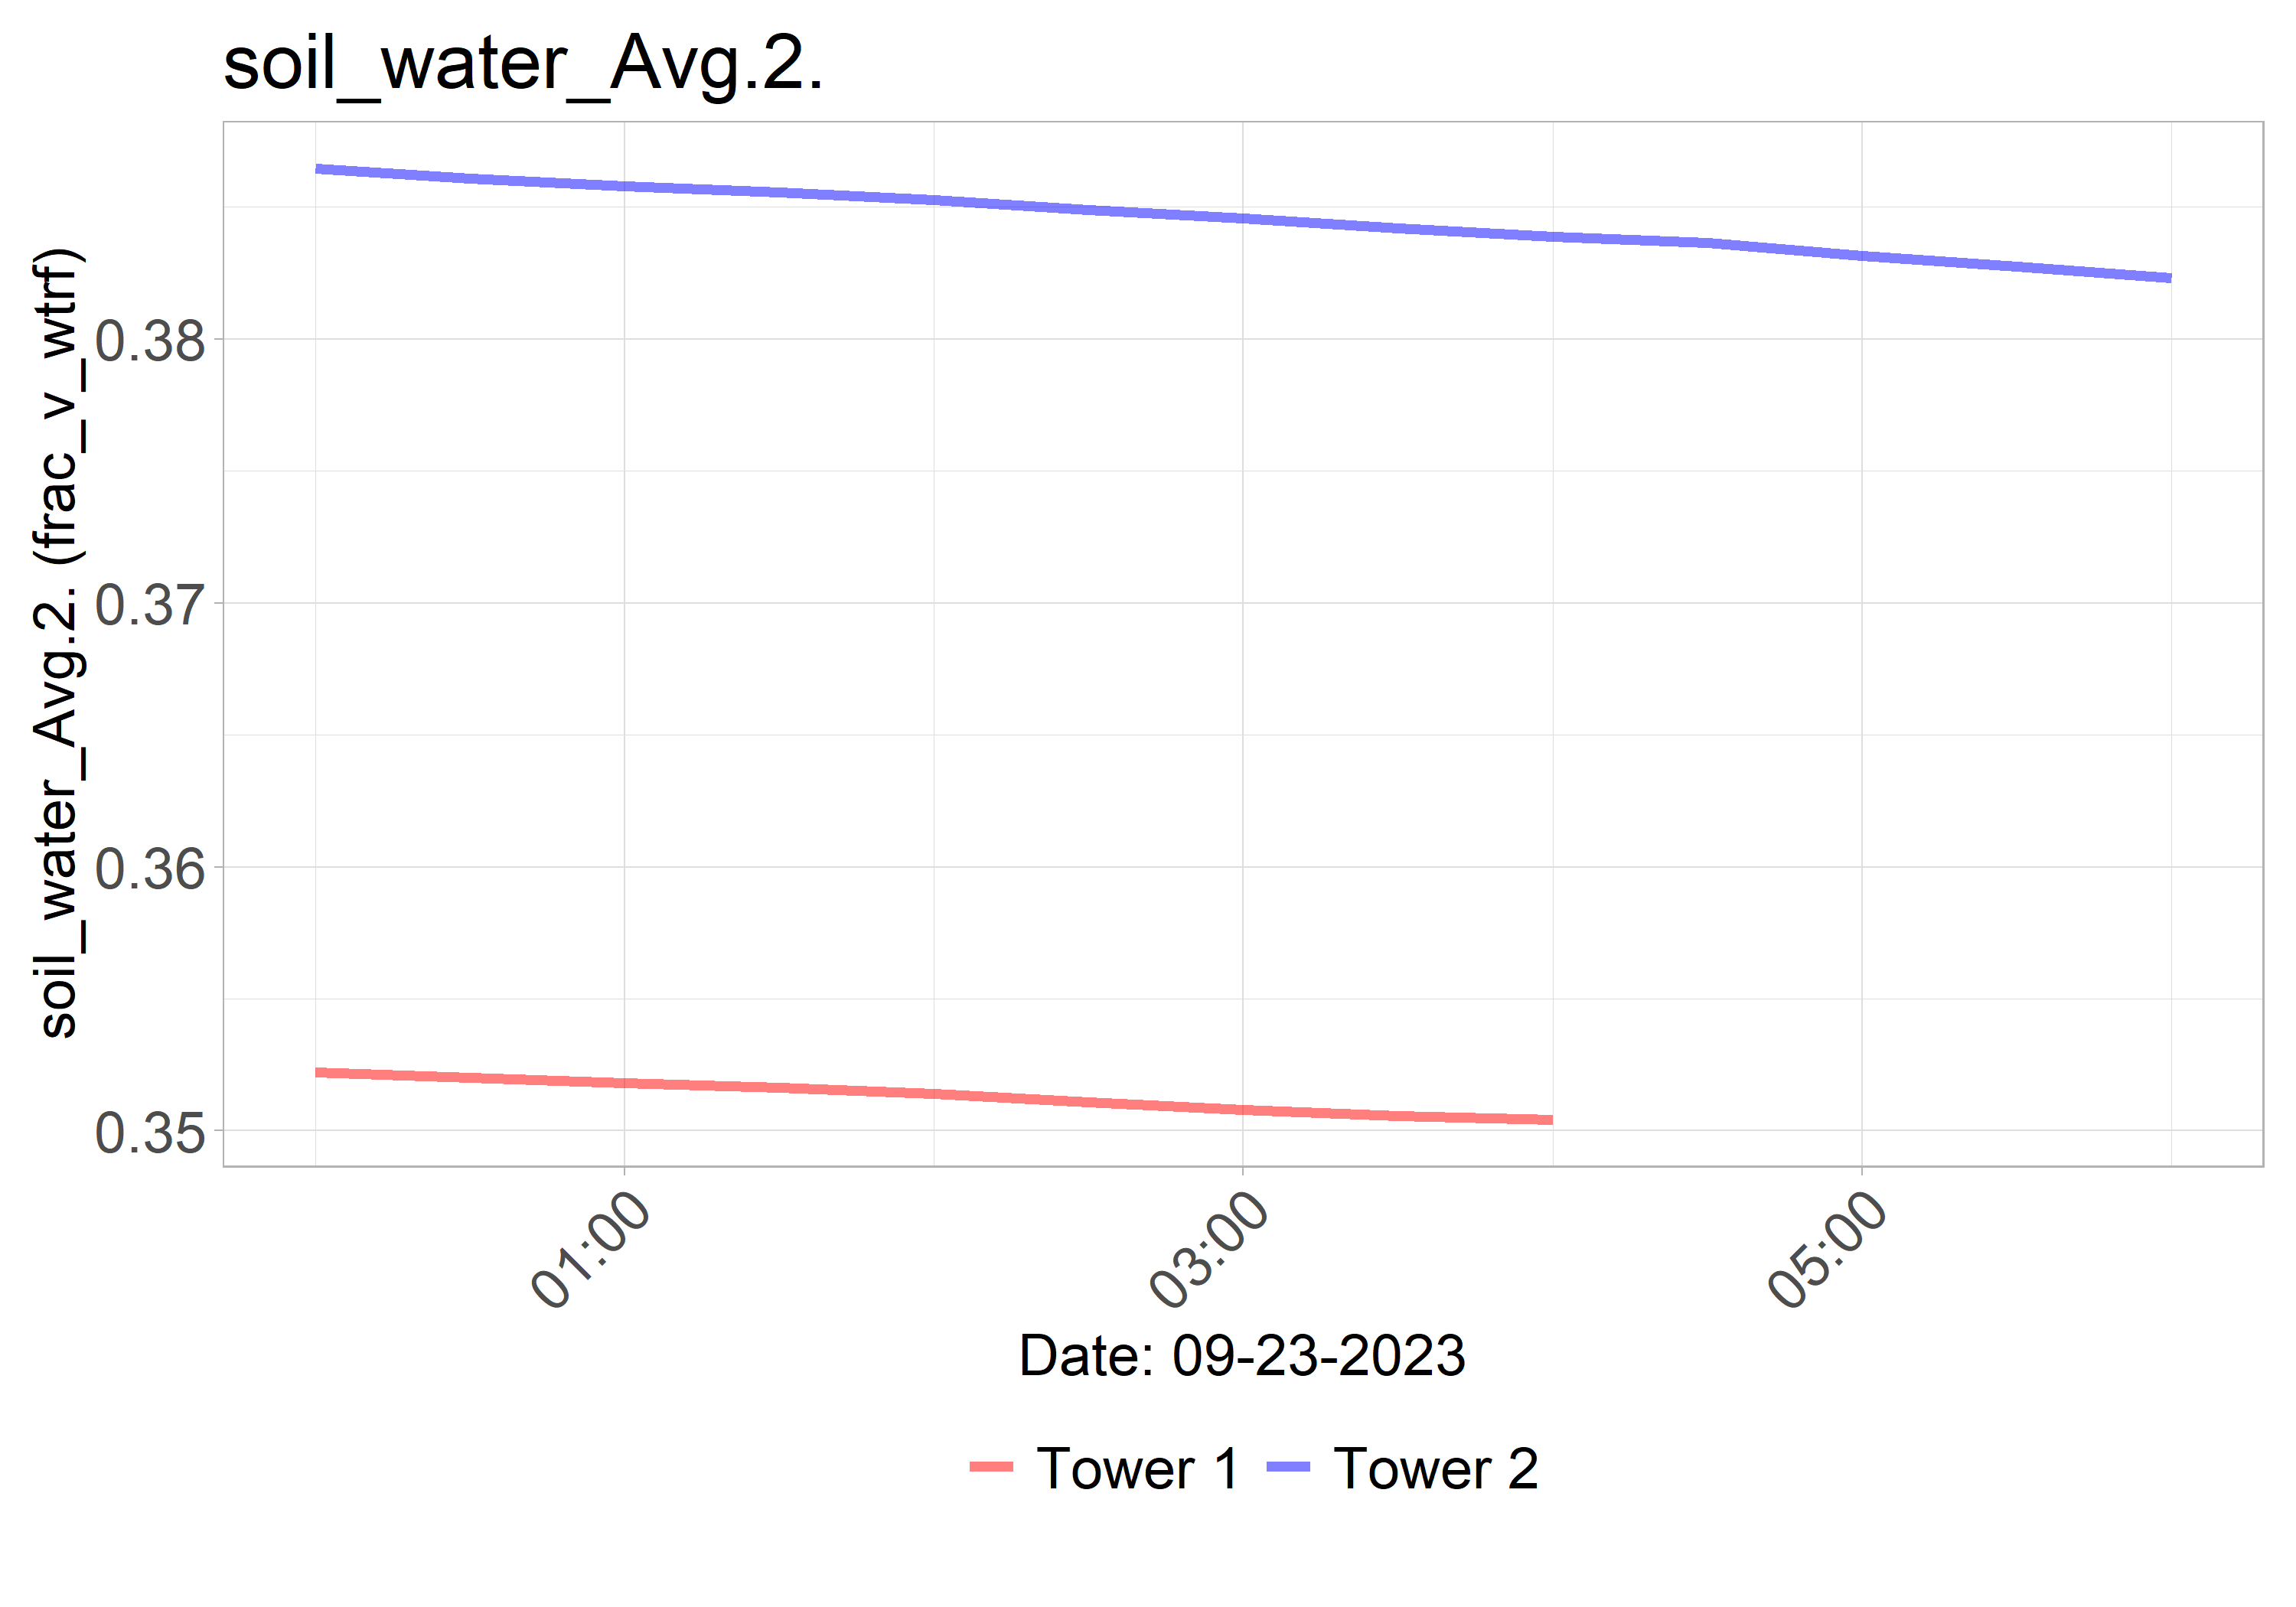 soil_water_Avg.2.
soil_water_Avg.2. (frac_v_wtrf)
0.38
0.37
0.36
0.35
01:00
03:00
05:00
Date: 09-23-2023
Tower 1
Tower 2